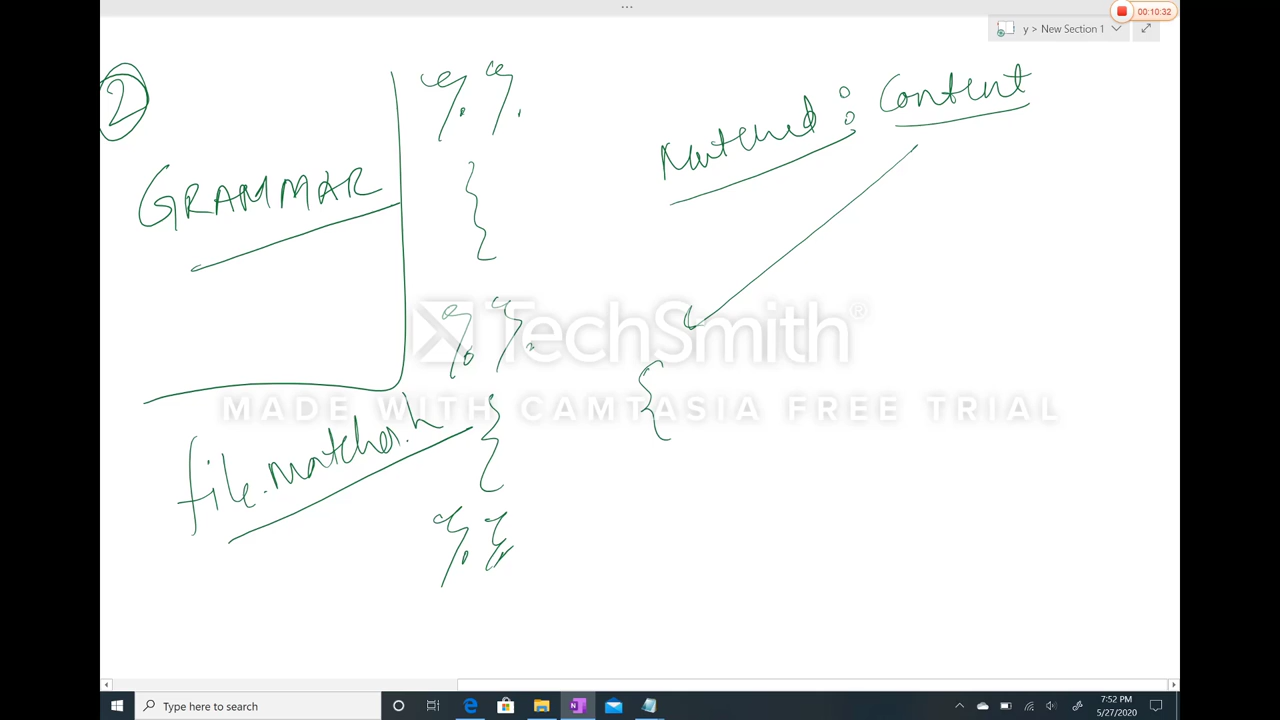 00:10:32
y > New Section 1
2
GRAMMAR
%%
{
%%
file.matcher.h
{
%%
Matched : Content
{
TechSmith®
MADE WITH CAMTASIA FREE TRIAL
Type here to search
7:52 PM
5/27/2020